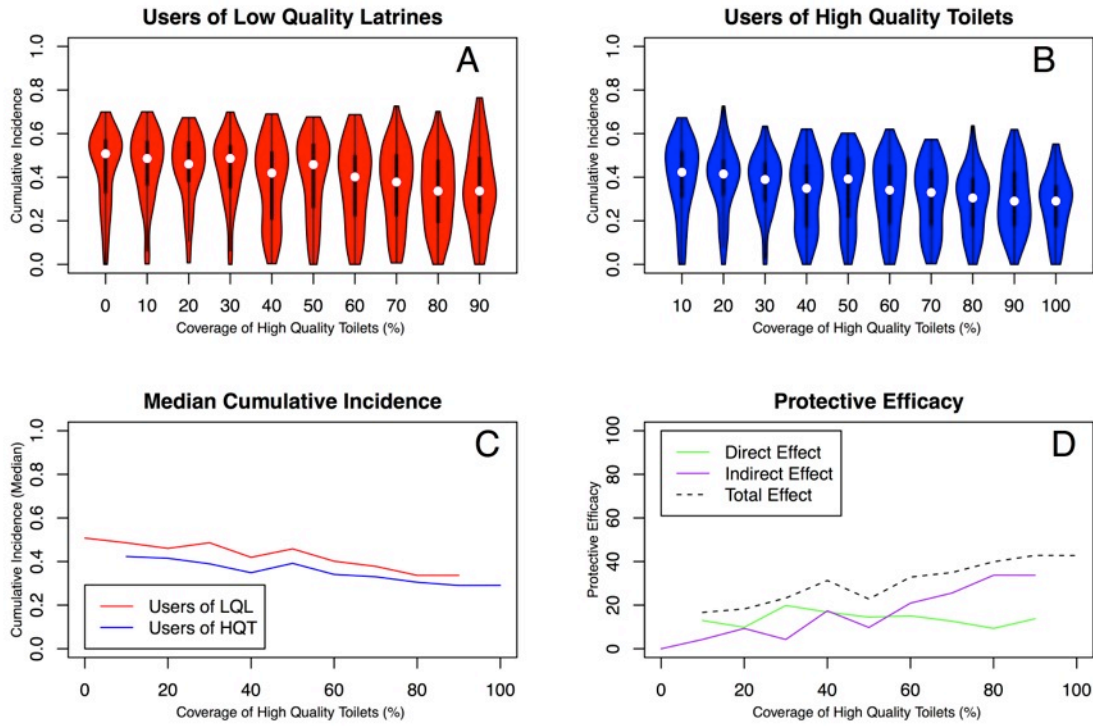 Users of Low Quality Latrines
A
Cumulative Incidence
0.0 0.2 0.4 0.6 0.8 1.0
0 10 20 30 40 50 60 70 80 90
Coverage of High Quality Toilets (%)
Users of High Quality Toilets
B
Cumulative Incidence
0.0 0.2 0.4 0.6 0.8 1.0
10 20 30 40 50 60 70 80 90 100
Coverage of High Quality Toilets (%)
Median Cumulative Incidence
C
Cumulative Incidence (Median)
0.0 0.2 0.4 0.6 0.8 1.0
Users of LQL
Users of HQT
0 20 40 60 80 100
Coverage of High Quality Toilets (%)
Protective Efficacy
D
Protective Efficacy
0 20 40 60 80 100
Direct Effect
Indirect Effect
Total Effect
0 20 40 60 80 100
Coverage of High Quality Toilets (%)